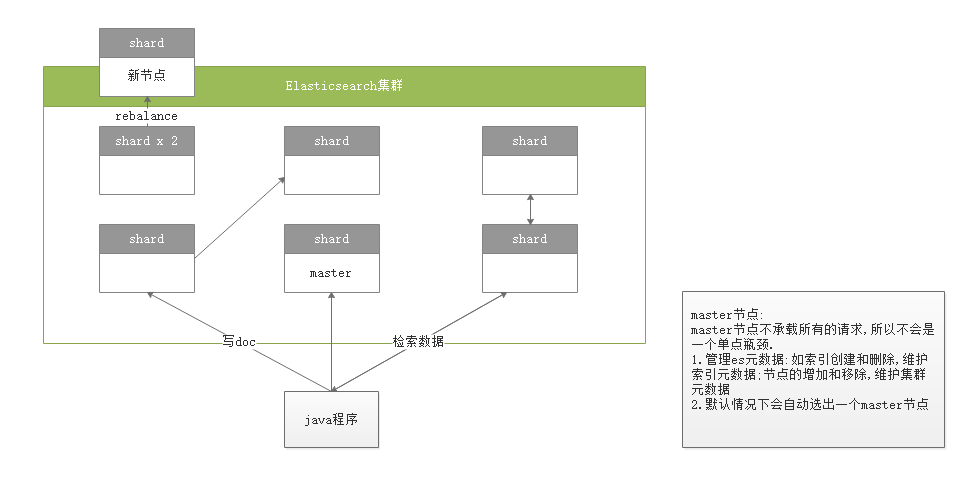 shard
新节点
Elasticsearch集群
rebalance
shard x 2
shard
shard
shard
shard
master
shard
写doc
检索数据
java程序
master节点:
master节点不承载所有的请求,所以不会是
一个单点瓶颈.
1.管理es元数据:如索引创建和删除,维护
索引元数据;节点的增加和移除,维护集群
元数据
2.默认情况下会自动选出一个master节点